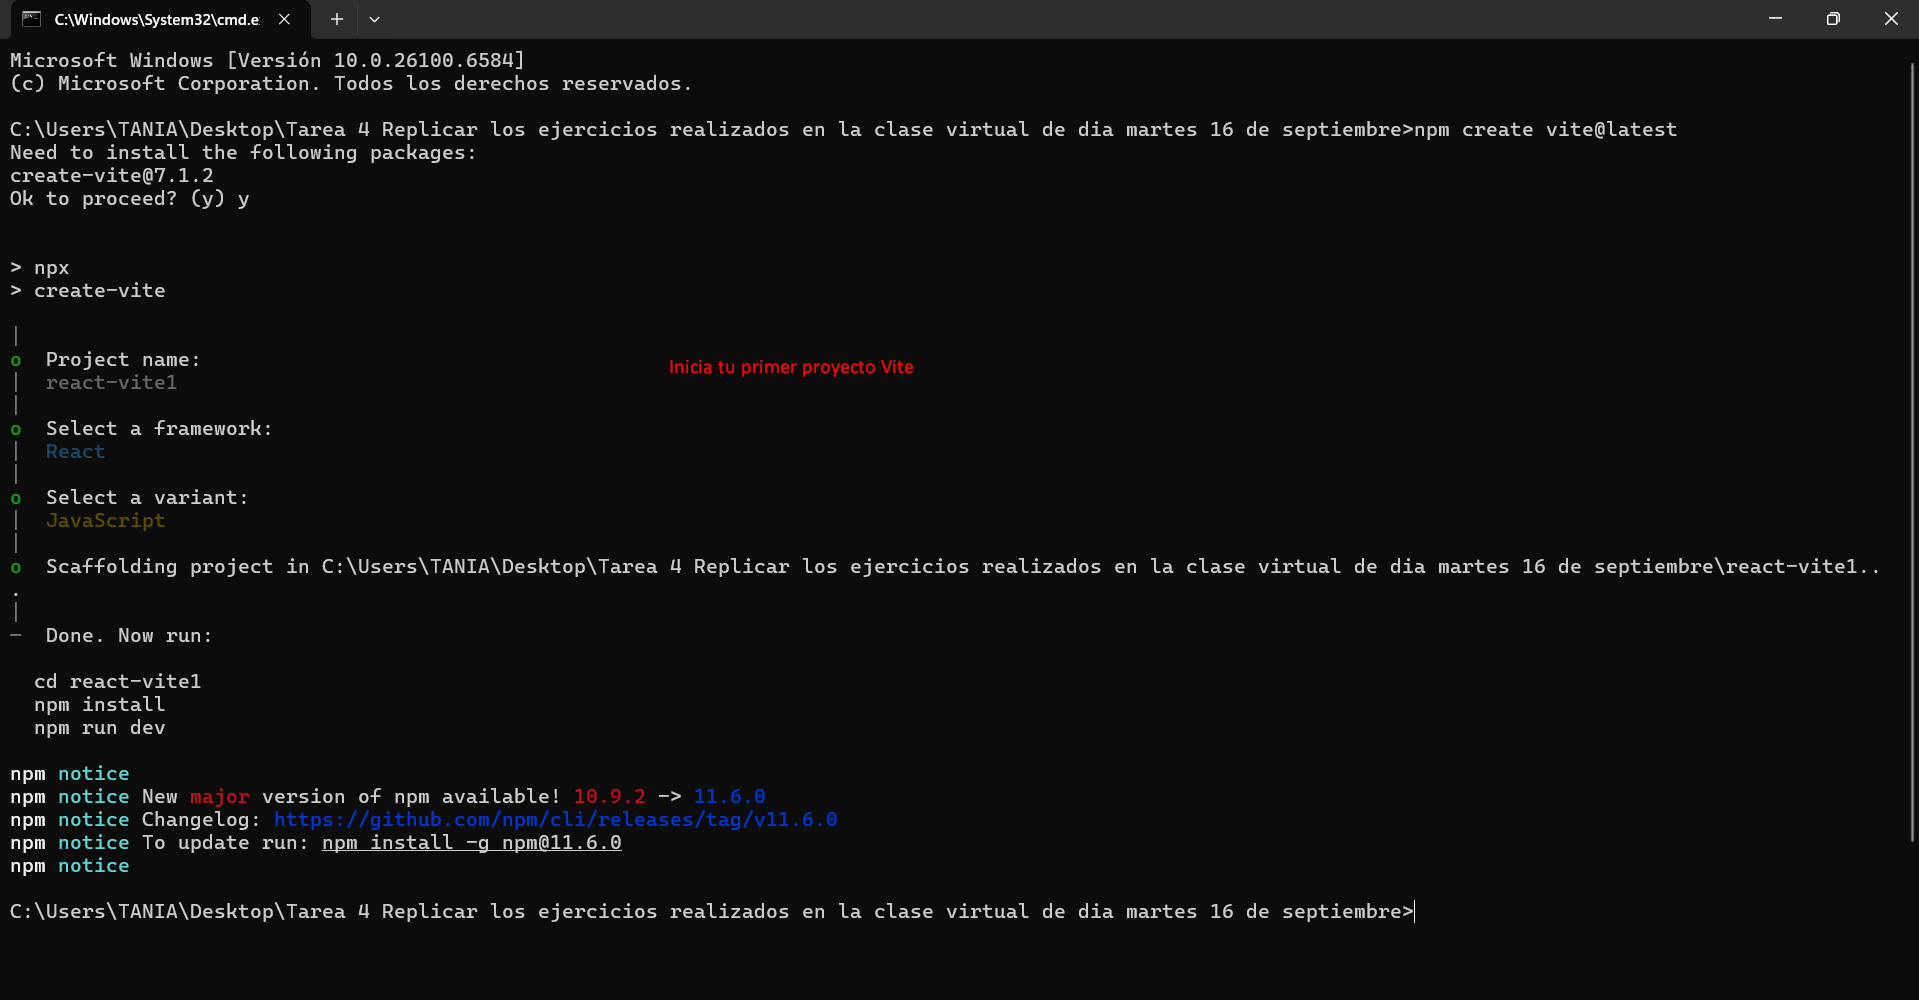 C:\Windows\System32\cmd.e
Microsoft Windows [Versión 10.0.26100.6584]
(c) Microsoft Corporation. Todos los derechos reservados.
C:\Users\TANIA\Desktop\Tarea 4 Replicar los ejercicios realizados en la clase virtual de dia martes 16 de septiembre>npm create vite@latest
Need to install the following packages:
create-vite@7.1.2
Ok to proceed? (y) y
> npx
> create-vite
|
o  Project name:
|  react-vite1
|
Inicia tu primer proyecto Vite
o  Select a framework:
|  React
|
o  Select a variant:
|  JavaScript
|
o  Scaffolding project in C:\Users\TANIA\Desktop\Tarea 4 Replicar los ejercicios realizados en la clase virtual de dia martes 16 de septiembre\react-vite1..
.
|
—  Done. Now run:
cd react-vite1
npm install
npm run dev
npm notice
npm notice New major version of npm available! 10.9.2 -> 11.6.0
npm notice Changelog: https://github.com/npm/cli/releases/tag/v11.6.0
npm notice To update run: npm install -g npm@11.6.0
npm notice
C:\Users\TANIA\Desktop\Tarea 4 Replicar los ejercicios realizados en la clase virtual de dia martes 16 de septiembre>